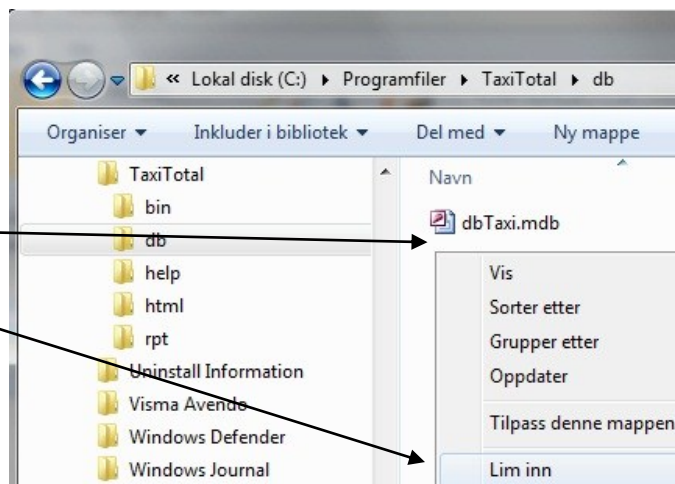 « Lokal disk (C:) ▸ Programfiler ▸ TaxiTotal ▸ db
Organiser ▾ Inkluder i bibliotek ▾ Del med ▾ Ny mappe
TaxiTotal
bin
db
help
html
rpt
Uninstall Information
Visma Avendo
Windows Defender
Windows Journal
Navn
dbTaxi.mdb
Vis
Sorter etter
Grupper etter
Oppdater
Tilpass denne mappen
Lim inn